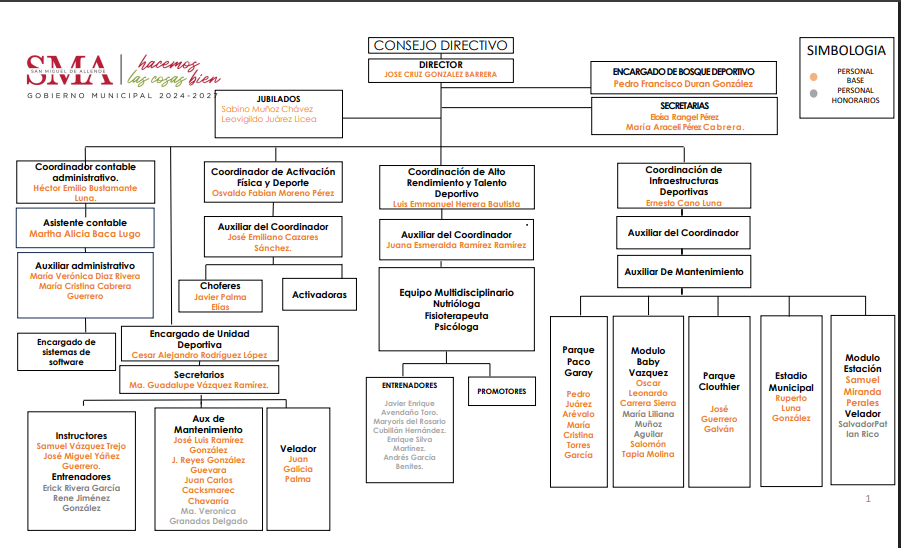 CONSEJO DIRECTIVO
DIRECTOR
JOSE CRUZ GONZALEZ BARRERA
SMA
SAN MIGUEL DE ALLENDE
hacemos
las cosas bien
GOBIERNO MUNICIPAL 2024-2027
SIMBOLOGIA
PERSONAL
BASE
PERSONAL
HONORARIOS
ENCARGADO DE BOSQUE DEPORTIVO
Pedro Francisco Duran González
JUBILADOS
Sabino Muñoz Chávez
Leovigildo Juárez Licea
SECRETARIAS
Eloísa Rangel Pérez
María Araceli Pérez Cabrera.
Coordinador contable
administrativo.
Héctor Emilio Bustamante
Luna.
Asistente contable
Martha Alicia Baca Lugo
Auxiliar administrativo
María Verónica Diaz Rivera
María Cristina Cabrera
Guerrero
Encargado de
sistemas de
software
Coordinador de Activación
Física y Deporte
Osvaldo Fabian Moreno Pérez
Auxiliar del Coordinador
José Emiliano Cazares
Sánchez.
Choferes
Javier Palma
Elías
Activadoras
Encargado de Unidad
Deportiva
Cesar Alejandro Rodríguez López
Secretarios
Ma. Guadalupe Vázquez Ramírez.
Instructores
Samuel Vázquez Trejo
José Miguel Yáñez
Guerrero.
Entrenadores
Erick Rivera García
Rene Jiménez
González
Aux de
Mantenimiento
José Luis Ramírez
González
J. Reyes González
Guevara
Juan Carlos
Cacksmarec
Chavarría
Ma. Veronica
Granados Delgado
Velador
Juan
Galicia
Palma
Coordinación de Alto
Rendimiento y Talento
Deportivo
Luis Emmanuel Herrera Bautista
Auxiliar del Coordinador
Juana Esmeralda Ramírez Ramírez
Equipo Multidisciplinario
Nutrióloga
Fisioterapeuta
Psicóloga
ENTRENADORES
Javier Enrique
Avendaño Toro.
Maryoris del Rosario
Cubillán Hernández.
Enrique Silva
Martínez.
Andrés García
Benites.
PROMOTORES
Coordinación de
Infraestructuras
Deportivas
Ernesto Cano Luna
Auxiliar del Coordinador
Auxiliar De Mantenimiento
Parque
Paco
Garay
Pedro
Juárez
Arévalo
María
Cristina
Torres
García
Modulo
Baby
Vazquez
Oscar
Leonardo
Carrera Sierra
María Liliana
Muñoz
Aguilar
Salomón
Tapia Molina
Parque
Clouthier
José
Guerrero
Galván
Estadio
Municipal
Ruperto
Luna
González
Modulo
Estación
Samuel
Miranda
Perales
Velador
SalvadorPat
lan Rico
1